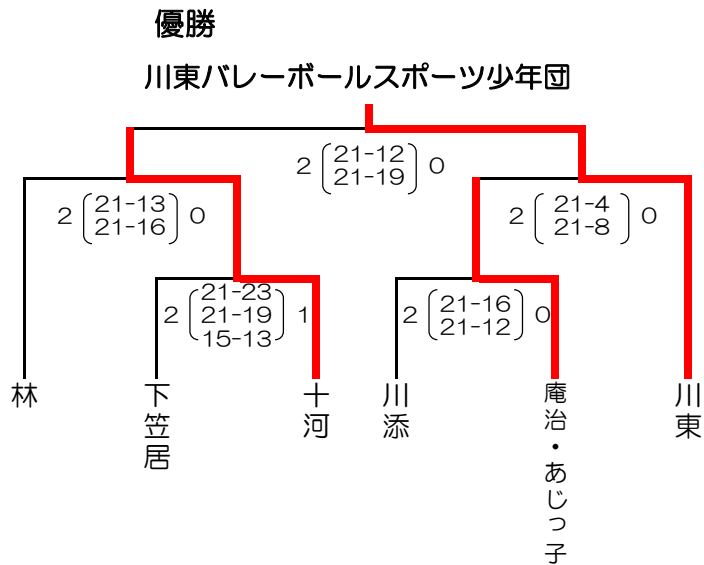 優勝
川東バレーボールスポーツ少年団
2 21-12 0
21-19
2 21-13 0
21-16
2 21-4 0
21-8
21-23
2 21-19 1
15-13
2 21-16 0
21-12
林
下笠居
十河
川添
庵治・あじっ子
川東